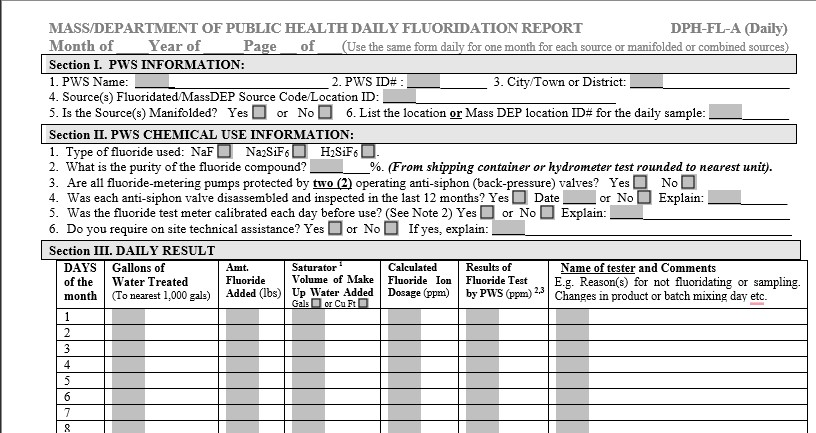 MASS/DEPARTMENT OF PUBLIC HEALTH DAILY FLUORIDATION REPORT DPH-FL-A (Daily)
Month of ____ Year of ____ Page __ of ____ (Use the same form daily for one month for each source or manifolded or combined sources)
Section I. PWS INFORMATION:
1. PWS Name: ____ 2. PWS ID# : ____ 3. City/Town or District: ____
4. Source(s) Fluoridated/MassDEP Source Code/Location ID: ____
5. Is the Source(s) Manifolded? Yes ☐ or No ☐ 6. List the location or Mass DEP location ID# for the daily sample: ____
Section II. PWS CHEMICAL USE INFORMATION:
1. Type of fluoride used: NaF ☐ Na2SiF6 ☐ H2SiF6 ☐.
2. What is the purity of the fluoride compound? ____%. (From shipping container or hydrometer test rounded to nearest unit).
3. Are all fluoride-metering pumps protected by two (2) operating anti-siphon (back-pressure) valves? Yes ☐ No ☐
4. Was each anti-siphon valve disassembled and inspected in the last 12 months? Yes ☐ Date ____ or No ☐ Explain: ____
5. Was the fluoride test meter calibrated each day before use? (See Note 2) Yes ☐ or No ☐ Explain: ____
6. Do you require on site technical assistance? Yes ☐ or No ☐ If yes, explain: ____
Section III. DAILY RESULT
DAYS of the month
Gallons of Water Treated (To nearest 1,000 gals)
Amt. Fluoride Added (lbs)
Saturator 1 Volume of Make Up Water Added Gals ☐ or Cu Ft ☐
Calculated Fluoride Ion Dosage (ppm)
Results of Fluoride Test by PWS (ppm) 2,3
Name of tester and Comments
E.g. Reason(s) for not fluoridating or sampling.
Changes in product or batch mixing day etc.
1
2
3
4
5
6
7
8